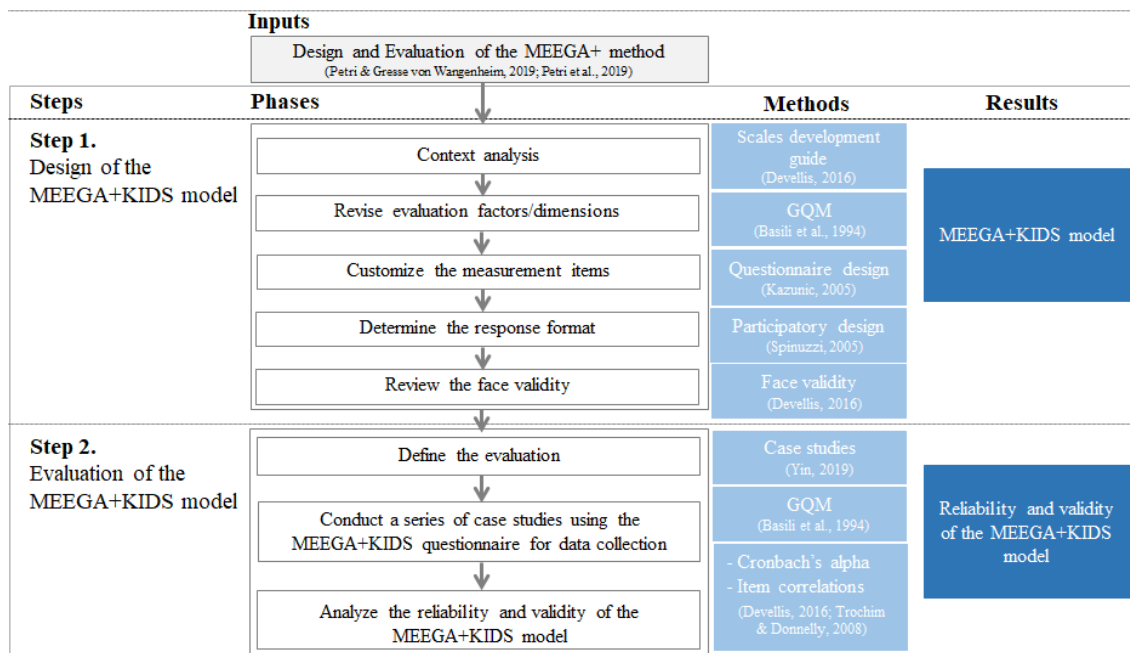 Inputs
Design and Evaluation of the MEEGA+ method
(Petri & Gresse von Wangenheim, 2019; Petri et al., 2019)
Steps
Phases
Methods
Results
Step 1.
Design of the
MEEGA+KIDS model
Context analysis
Revise evaluation factors/dimensions
Customize the measurement items
Determine the response format
Review the face validity
Scales development
guide
(Devellis, 2016)
GQM
(Basili et al., 1994)
Questionnaire design
(Kazunic, 2005)
Participatory design
(Spinuzzi, 2005)
Face validity
(Devellis, 2016)
MEEGA+KIDS model
Step 2.
Evaluation of the
MEEGA+KIDS model
Define the evaluation
Conduct a series of case studies using the
MEEGA+KIDS questionnaire for data collection
Analyze the reliability and validity of the
MEEGA+KIDS model
Case studies
(Yin, 2019)
GQM
(Basili et al., 1994)
- Cronbach's alpha
- Item correlations
(Devellis, 2016; Trochim
& Donnelly, 2008)
Reliability and validity
of the MEEGA+KIDS
model